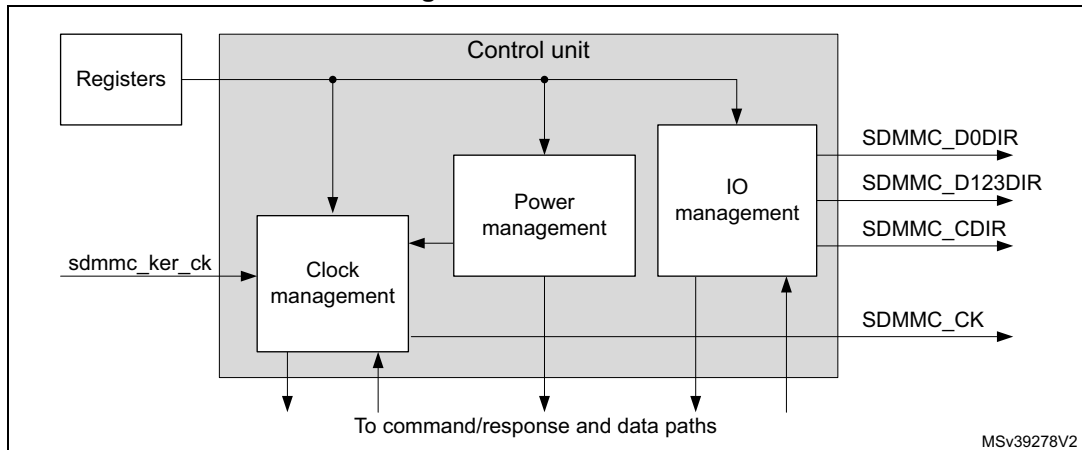 Control unit
Registers
SDMMC_D0DIR
SDMMC_D123DIR
SDMMC_CDIR
IO
management
Power
management
sdmmc_ker_ck
Clock
management
SDMMC_CK
To command/response and data paths
MSv39278V2